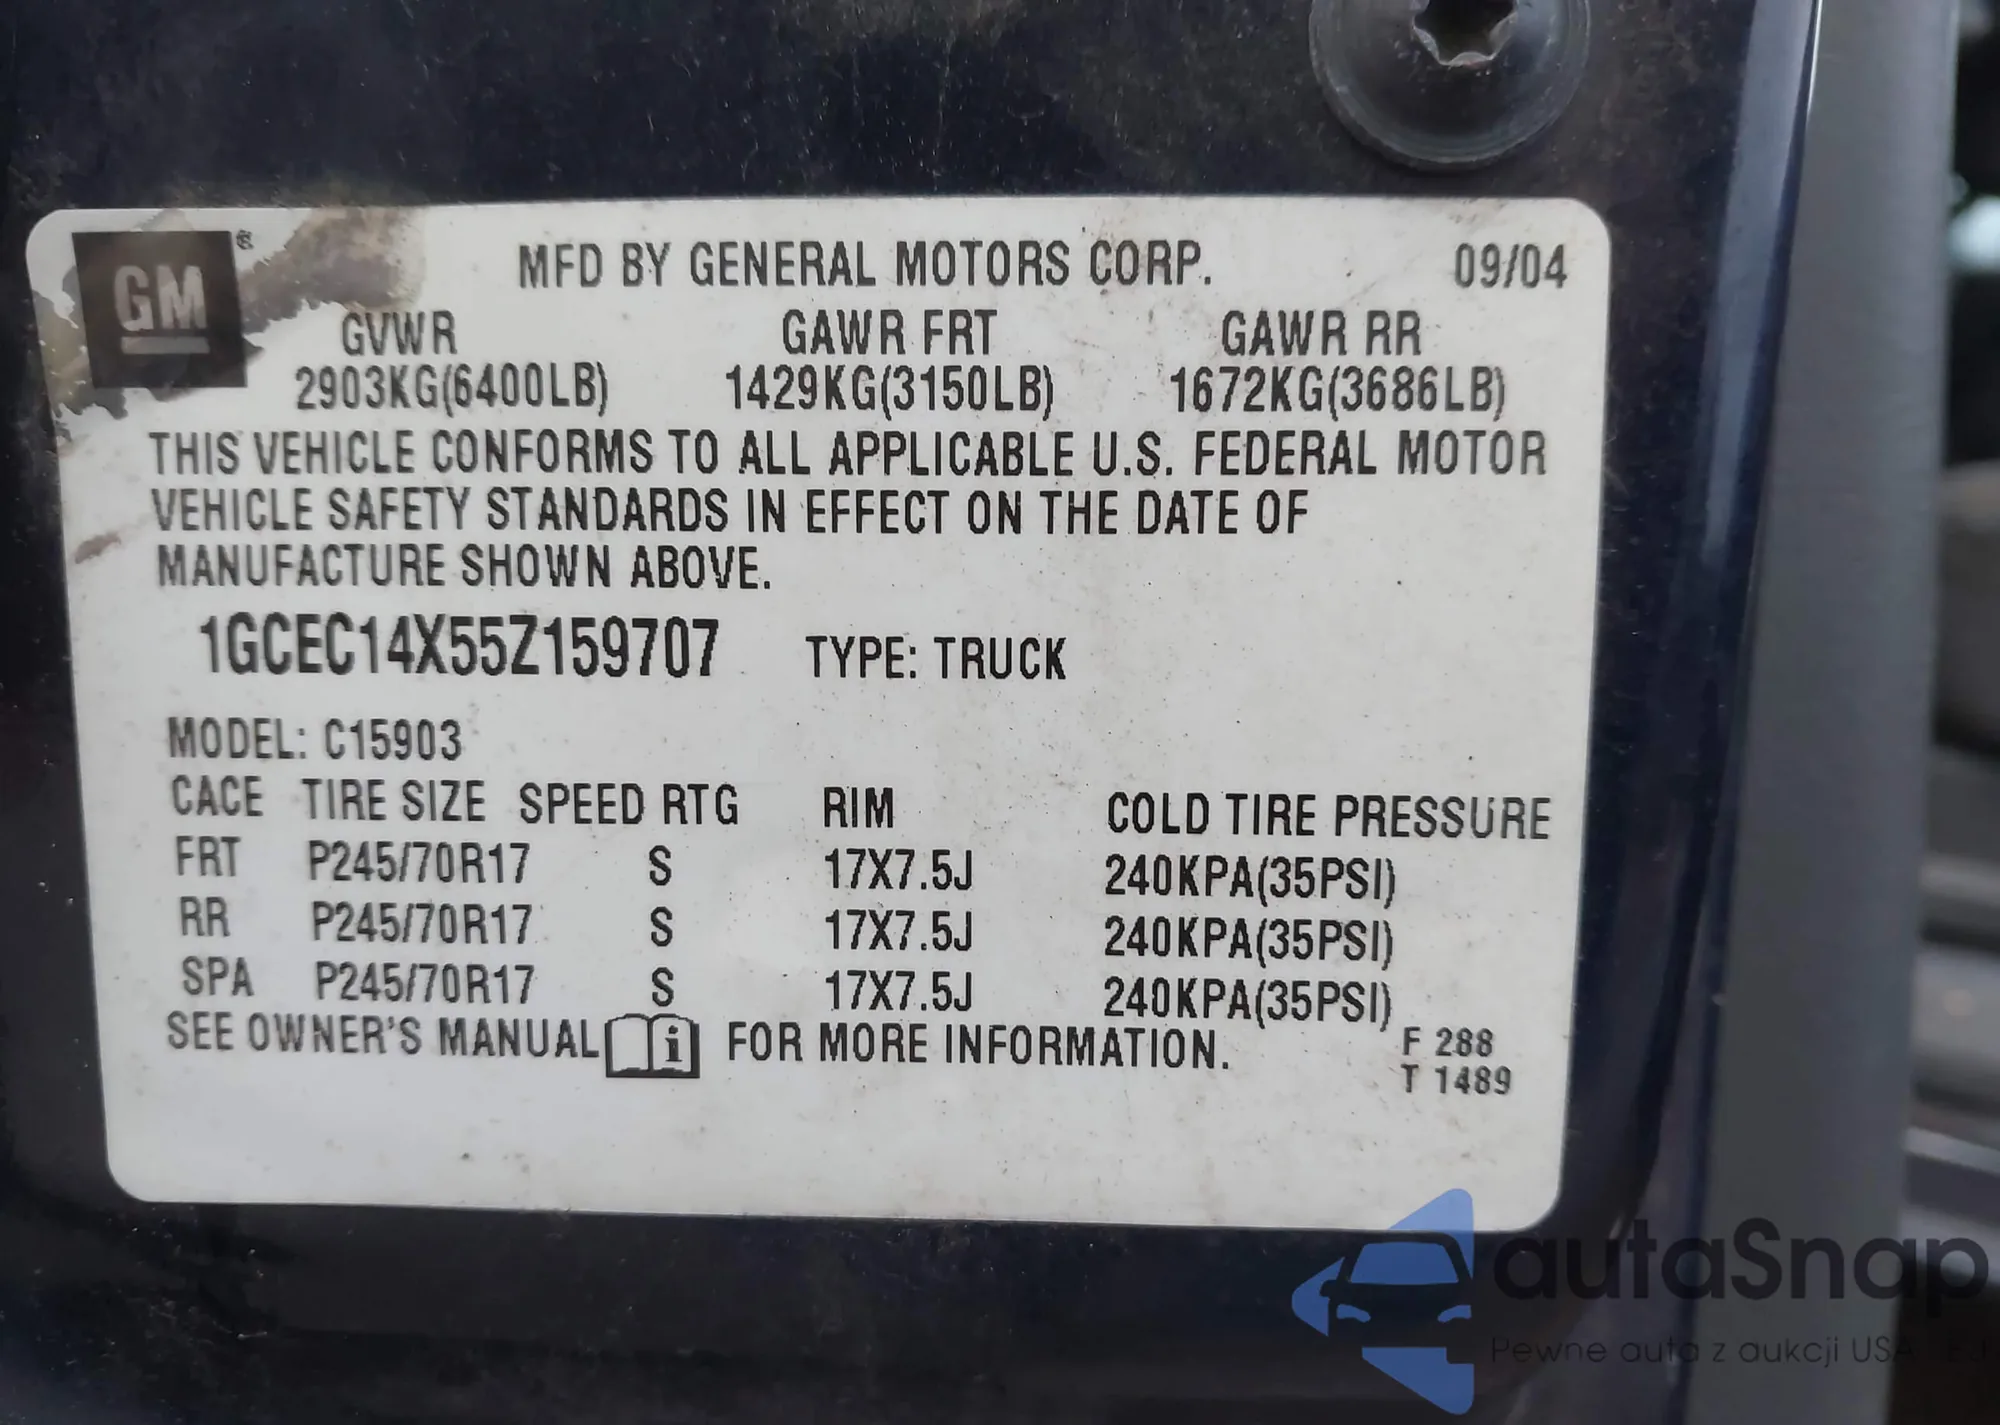 GM®
MFD BY GENERAL MOTORS CORP. 09/04
GVWR GAWR FRT GAWR RR
2903KG(6400LB) 1429KG(3150LB) 1672KG(3686LB)
THIS VEHICLE CONFORMS TO ALL APPLICABLE U.S. FEDERAL MOTOR
VEHICLE SAFETY STANDARDS IN EFFECT ON THE DATE OF
MANUFACTURE SHOWN ABOVE.
1GCEC14X55Z159707 TYPE: TRUCK
MODEL: C15903
CACE TIRE SIZE SPEED RTG RIM COLD TIRE PRESSURE
FRT P245/70R17 S 17X7.5J 240KPA(35PSI)
RR P245/70R17 S 17X7.5J 240KPA(35PSI)
SPA P245/70R17 S 17X7.5J 240KPA(35PSI)
SEE OWNER'S MANUAL i FOR MORE INFORMATION.
F 288
T 1489
autaSnap
Pewne auta z aukcji USA